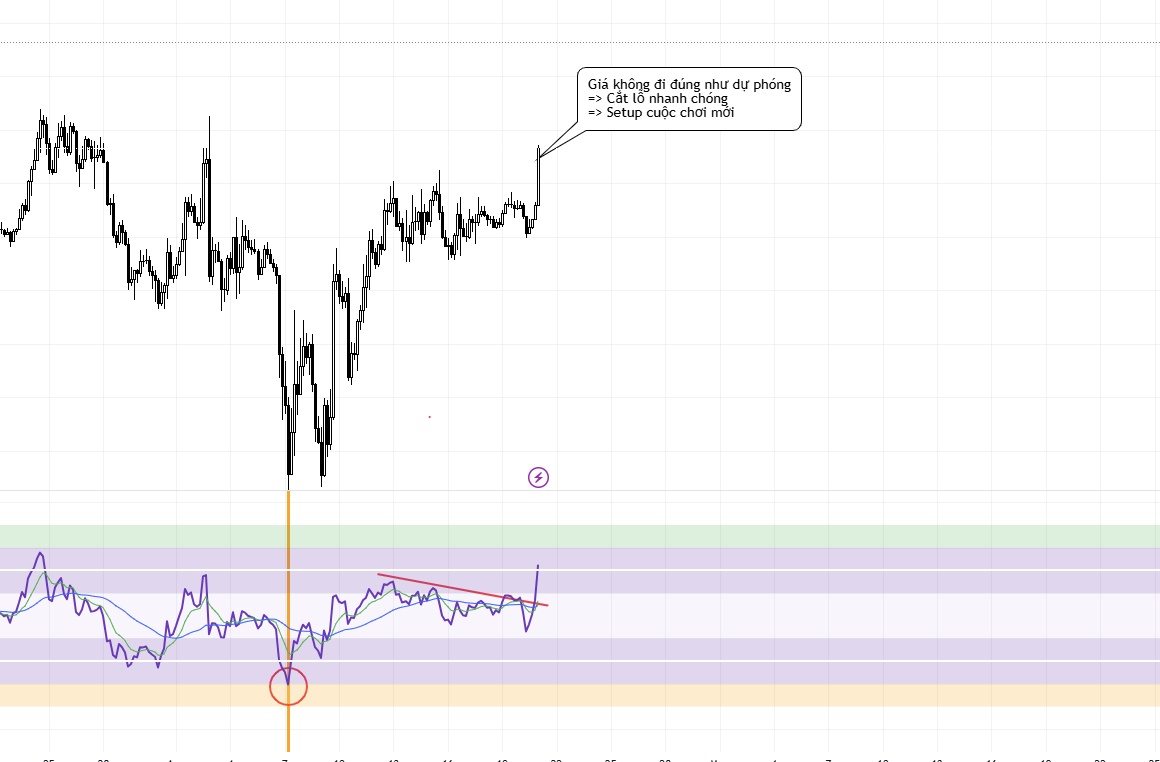 Giá không đi đúng như dự phóng
=> Cắt lỗ nhanh chóng
=> Setup cuộc chơi mới